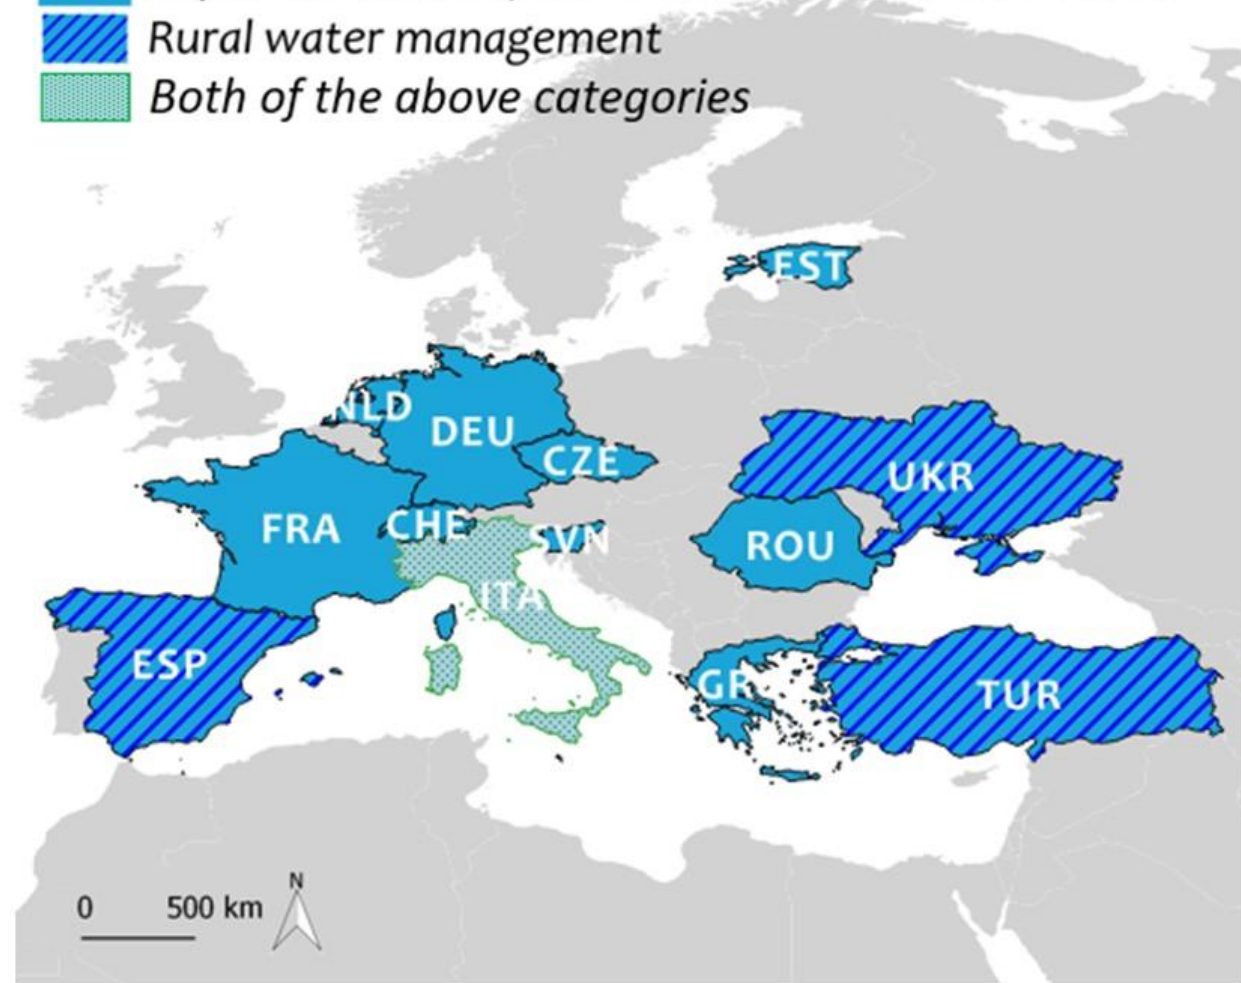 Rural water management
Both of the above categories
EST
NLD
DEU
CZE
UKR
FRA
CHE
SVN
ROU
ITA
ESP
GR
TUR
N
0 500 km